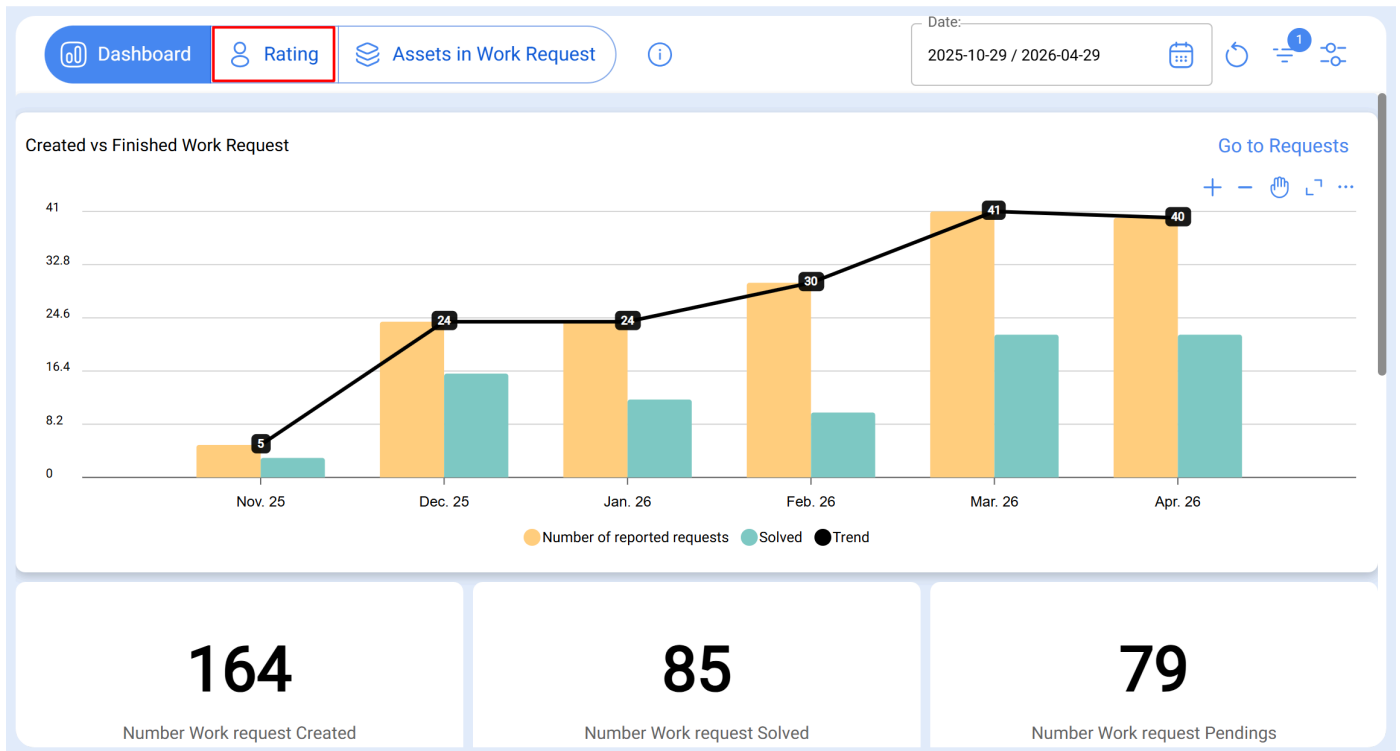 Dashboard Rating Assets in Work Request
Date:
2025-10-29 / 2026-04-29
1
Created vs Finished Work Request
Go to Requests
41
32.8
24.6
16.4
8.2
0
5
24
24
30
41
40
Nov. 25 Dec. 25 Jan. 26 Feb. 26 Mar. 26 Apr. 26
Number of reported requests Solved Trend
164
Number Work request Created
85
Number Work request Solved
79
Number Work request Pendings